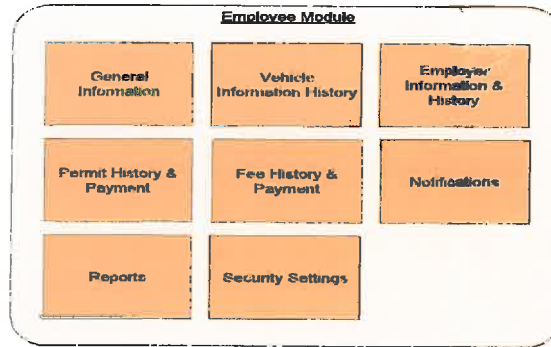 Employee Module
General
Information
Vehicle
Information History
Employer
Information &
History
Permit History &
Payment
Fee History &
Payment
Notifications
Reports
Security Settings